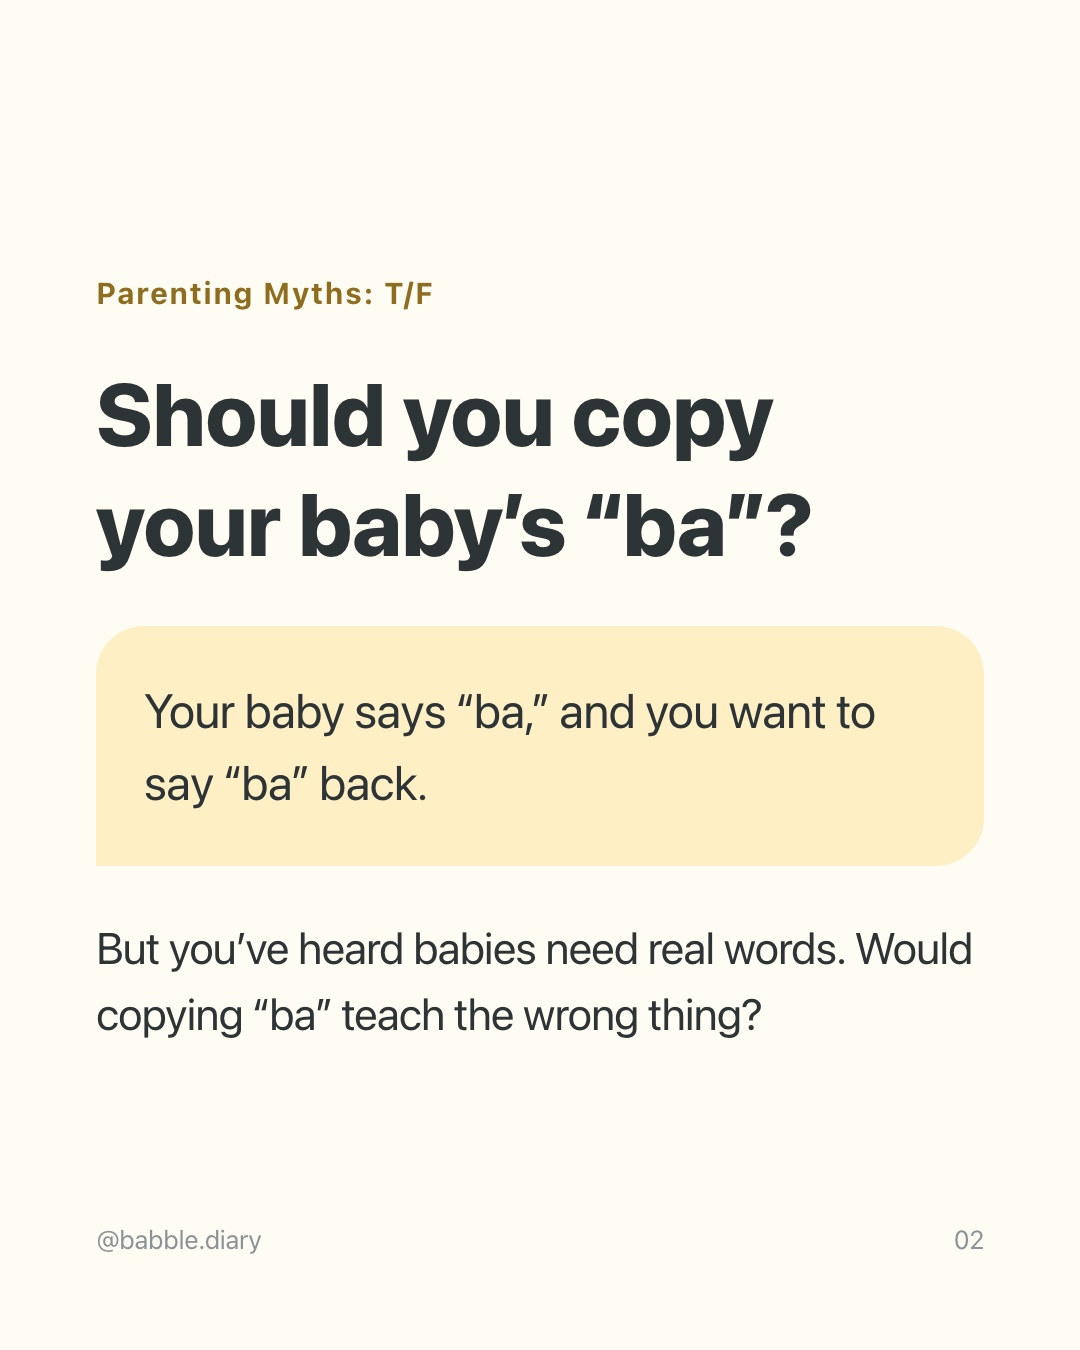 Parenting Myths: T/F
Should you copy
your baby’s “ba”?
Your baby says “ba,” and you want to
say “ba” back.
But you’ve heard babies need real words. Would
copying “ba” teach the wrong thing?
@babble.diary
02